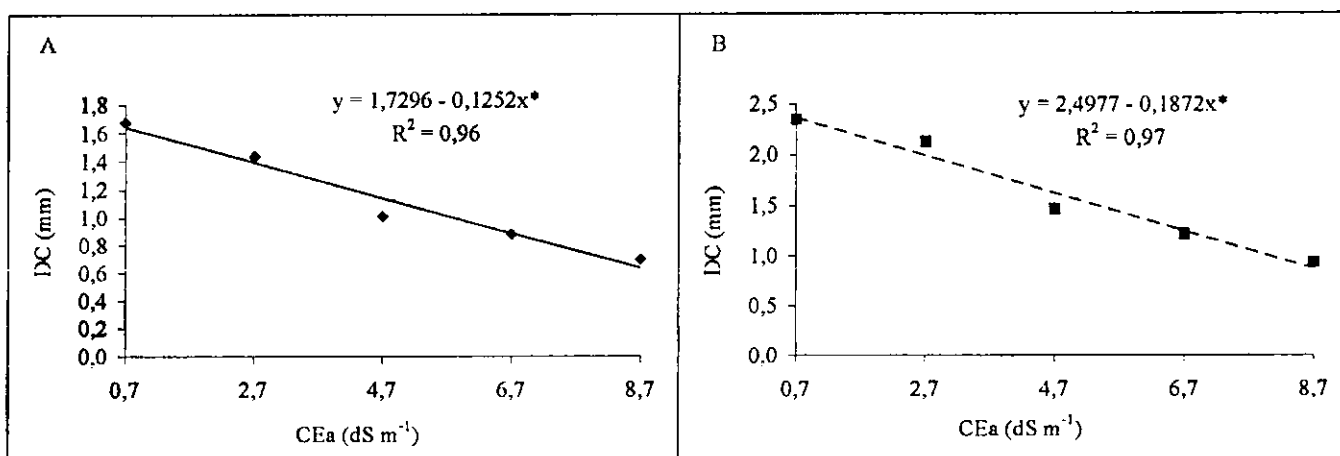 A
y = 1,7296 - 0,1252x*
R² = 0,96
DC (mm)
1,8
1,6
1,4
1,2
1,0
0,8
0,6
0,4
0,2
0,0
0,7 2,7 4,7 6,7 8,7
CEa (dS m⁻¹)
B
y = 2,4977 - 0,1872x*
R² = 0,97
DC (mm)
2,5
2,0
1,5
1,0
0,5
0,0
0,7 2,7 4,7 6,7 8,7
CEa (dS m⁻¹)